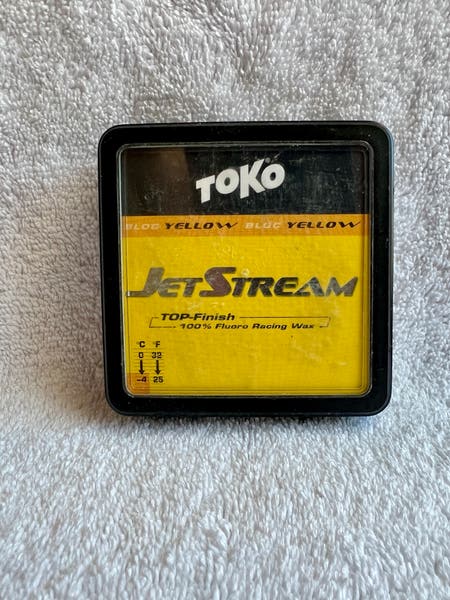 TOKO
BLOC YELLOW BLOC YELLOW
JETSTREAM
TOP-Finish
100% Fluoro Racing Wax
°C °F
0 32
-4 25